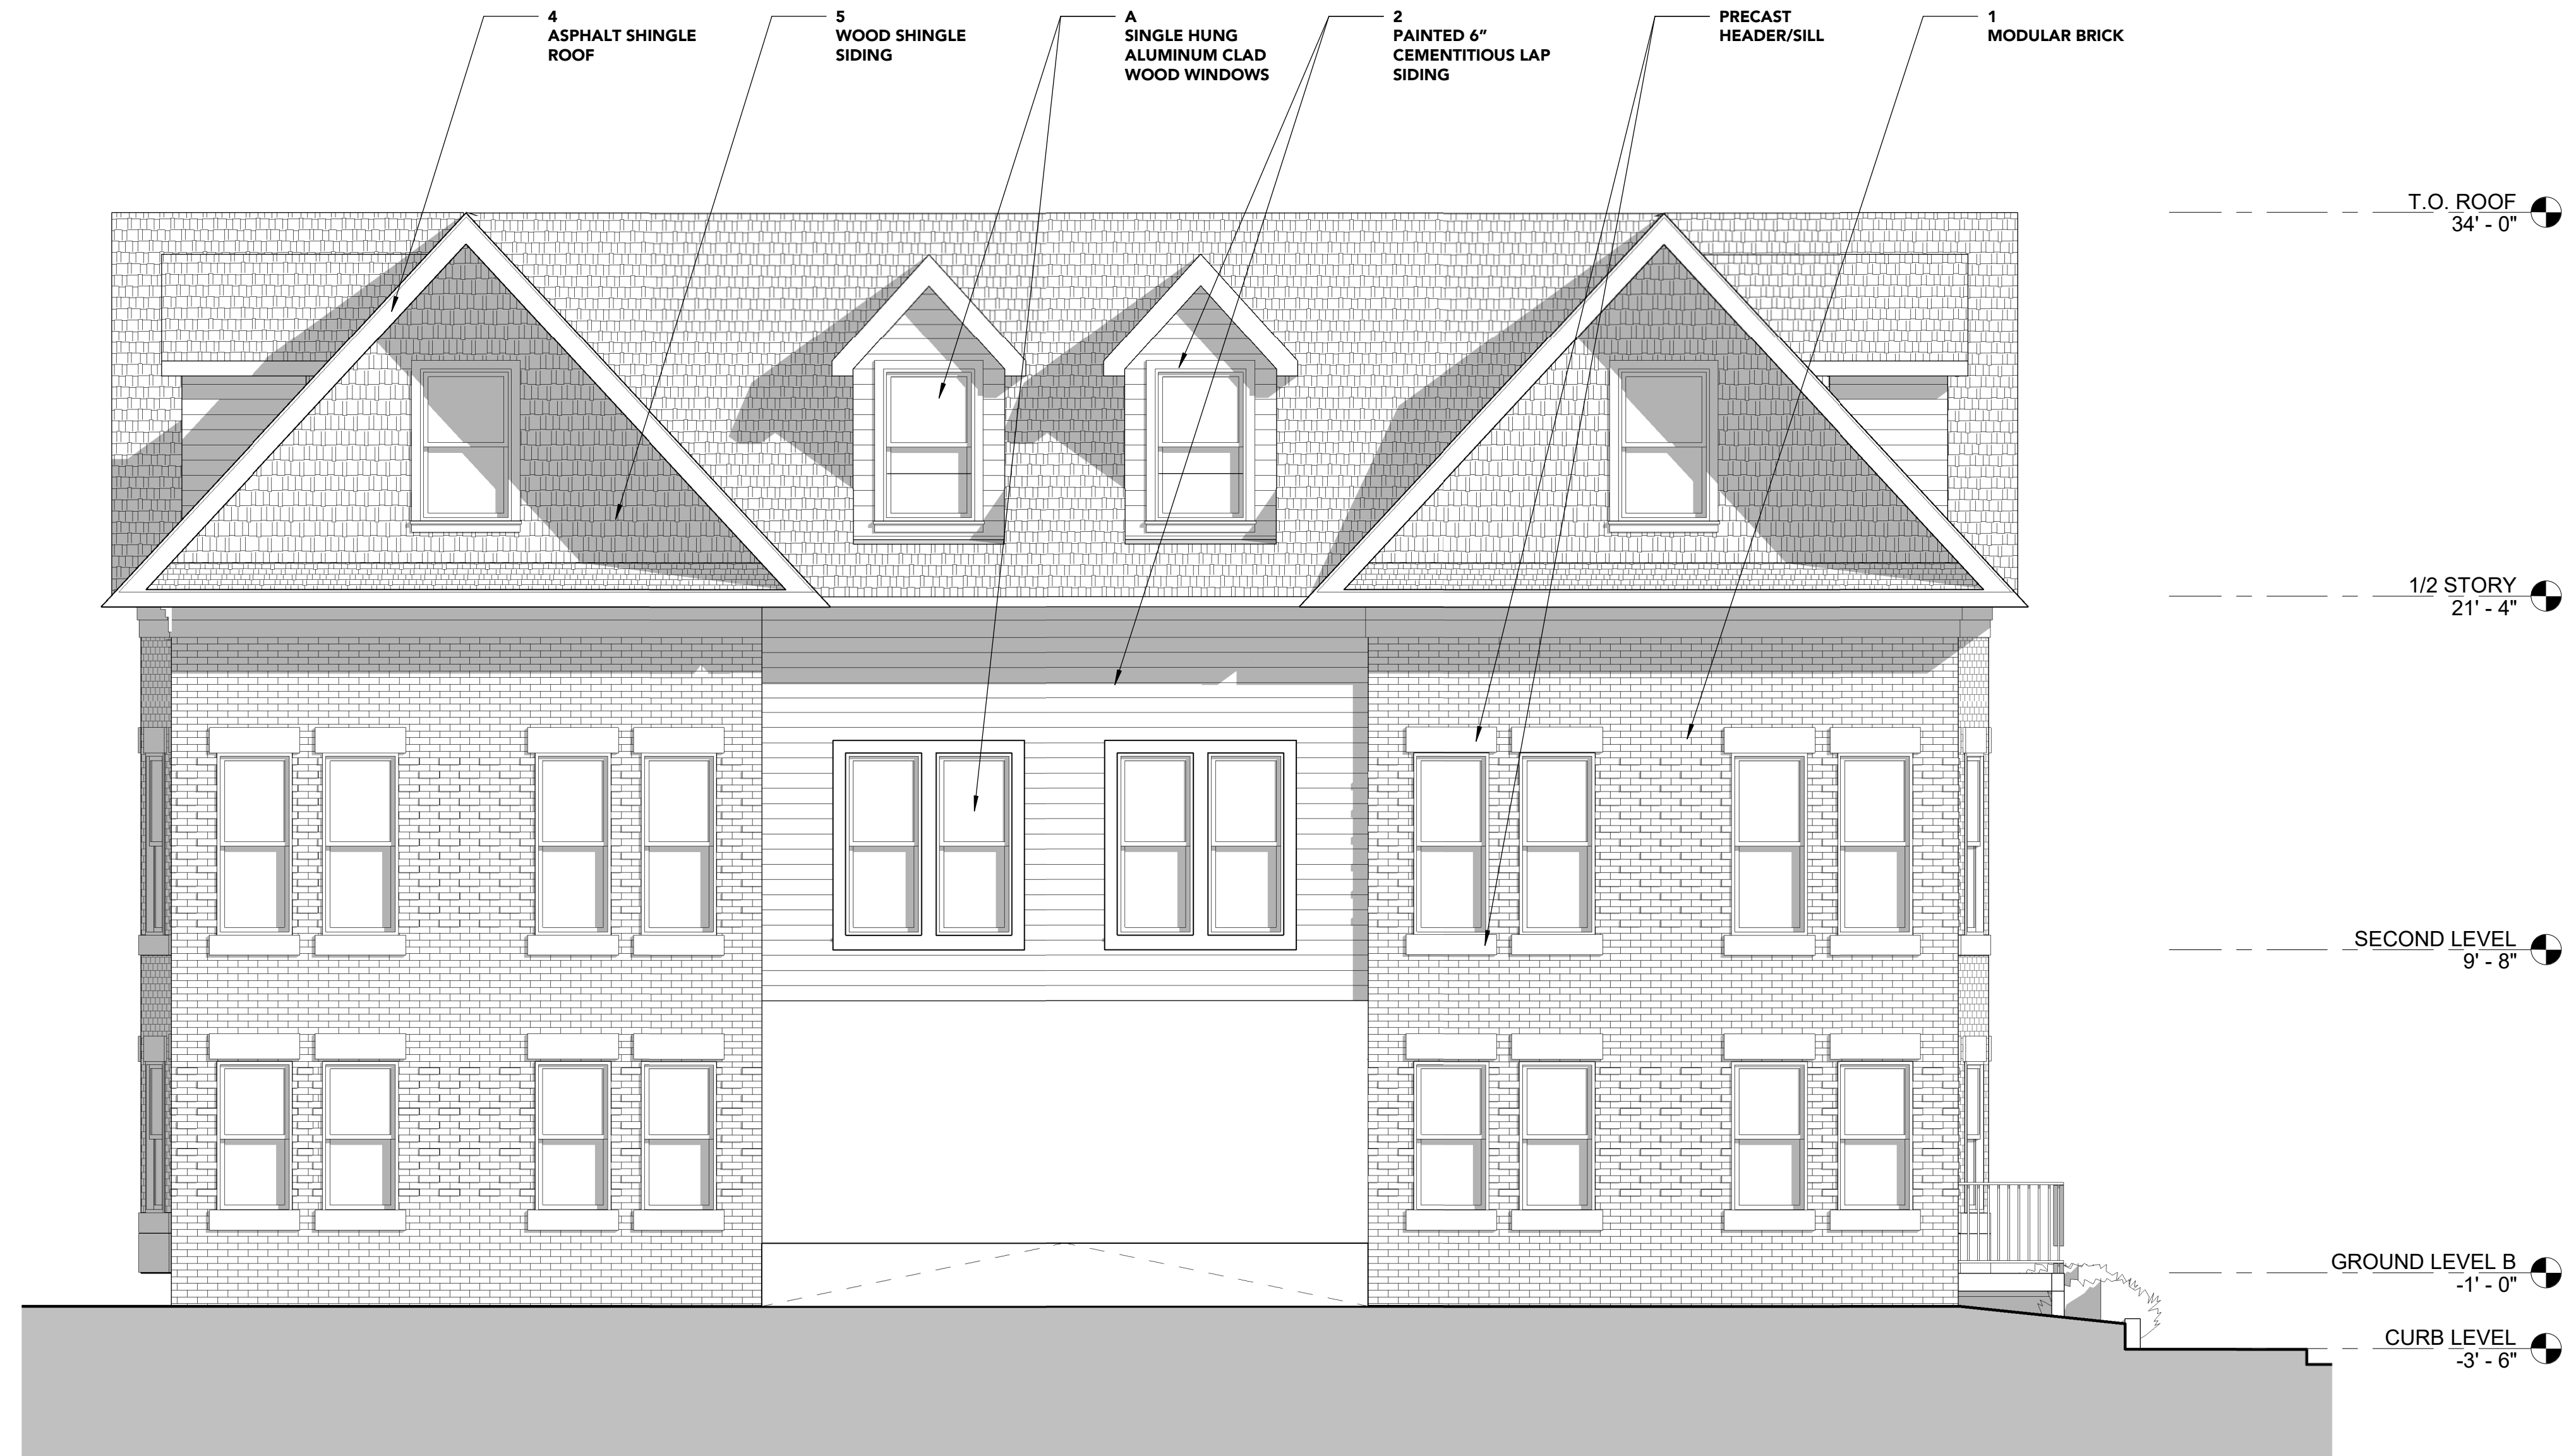 4
ASPHALT SHINGLE
ROOF
5
WOOD SHINGLE
SIDING
A
SINGLE HUNG
ALUMINUM CLAD
WOOD WINDOWS
2
PAINTED 6”
CEMENTITIOUS LAP
SIDING
PRECAST
HEADER/SILL
1
MODULAR BRICK
T.O. ROOF
34' - 0"
1/2 STORY
21' - 4"
SECOND LEVEL
9' - 8"
GROUND LEVEL B
-1' - 0"
CURB LEVEL
-3' - 6"